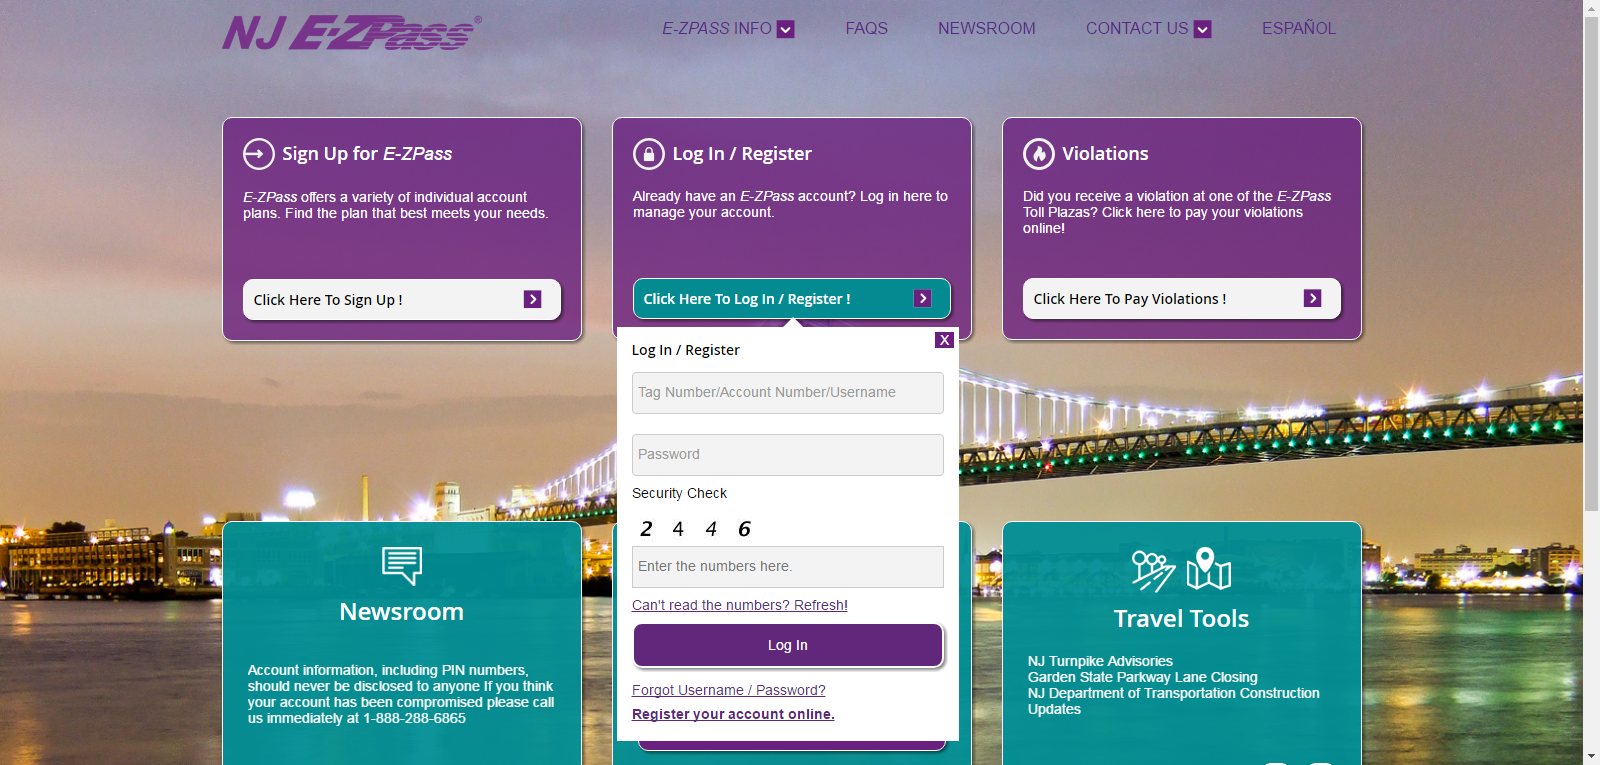 NJ E-ZPass®
E-ZPASS INFO
FAQS
NEWSROOM
CONTACT US
ESPAÑOL
Sign Up for E-ZPass
E-ZPass offers a variety of individual account
plans. Find the plan that best meets your needs.
Click Here To Sign Up !
Log In / Register
Already have an E-ZPass account? Log in here to
manage your account.
Click Here To Log In / Register !
Violations
Did you receive a violation at one of the E-ZPass
Toll Plazas? Click here to pay your violations
online!
Click Here To Pay Violations !
X
Log In / Register
Tag Number/Account Number/Username
Password
Security Check
2 4 4 6
Enter the numbers here.
Can't read the numbers? Refresh!
Log In
Forgot Username / Password?
Register your account online.
Newsroom
Account information, including PIN numbers,
should never be disclosed to anyone If you think
your account has been compromised please call
us immediately at 1-888-288-6865
Travel Tools
NJ Turnpike Advisories
Garden State Parkway Lane Closing
NJ Department of Transportation Construction
Updates